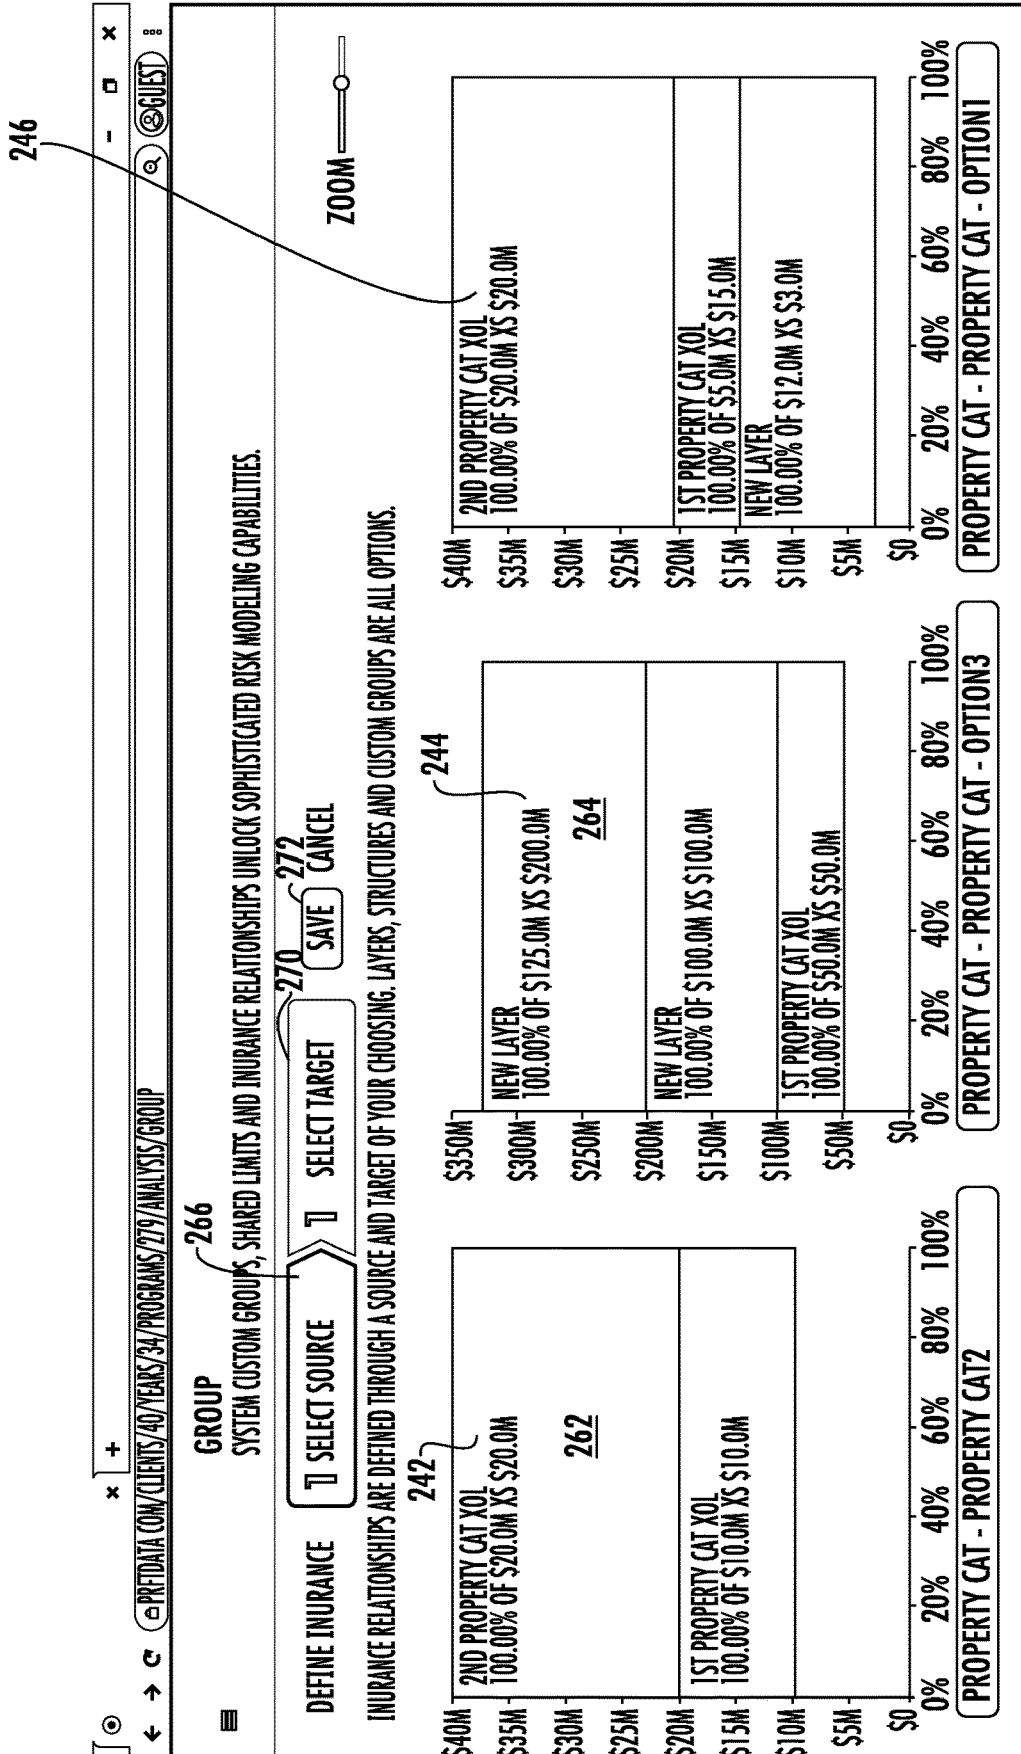 PRFTDATA COM/CLIENTS/40/YEARS/34/PROGRAMS/279/ANALYSIS/GROUP
GUEST
246
GROUP
SYSTEM CUSTOM GROUPS, SHARED LIMITS AND INURANCE RELATIONSHIPS UNLOCK SOPHISTICATED RISK MODELING CAPABILITIES.
266
270
272
DEFINE INURANCE
1 SELECT SOURCE
1 SELECT TARGET
SAVE
CANCEL
ZOOM
INURANCE RELATIONSHIPS ARE DEFINED THROUGH A SOURCE AND TARGET OF YOUR CHOOSING. LAYERS, STRUCTURES AND CUSTOM GROUPS ARE ALL OPTIONS.
242
$40M
$35M
$30M
$25M
$20M
$15M
$10M
$5M
$0
2ND PROPERTY CAT XOL
100.00% OF $20.0M XS $20.0M
262
1ST PROPERTY CAT XOL
100.00% OF $10.0M XS $10.0M
0% 20% 40% 60% 80% 100%
PROPERTY CAT - PROPERTY CAT2
244
$350M
$300M
$250M
$200M
$150M
$100M
$50M
$0
NEW LAYER
100.00% OF $125.0M XS $200.0M
264
NEW LAYER
100.00% OF $100.0M XS $100.0M
1ST PROPERTY CAT XOL
100.00% OF $50.0M XS $50.0M
0% 20% 40% 60% 80% 100%
PROPERTY CAT - PROPERTY CAT - OPTION3
$40M
$35M
$30M
$25M
$20M
$15M
$10M
$5M
$0
2ND PROPERTY CAT XOL
100.00% OF $20.0M XS $20.0M
1ST PROPERTY CAT XOL
100.00% OF $5.0M XS $15.0M
NEW LAYER
100.00% OF $12.0M XS $3.0M
0% 20% 40% 60% 80% 100%
PROPERTY CAT - PROPERTY CAT - OPTION1